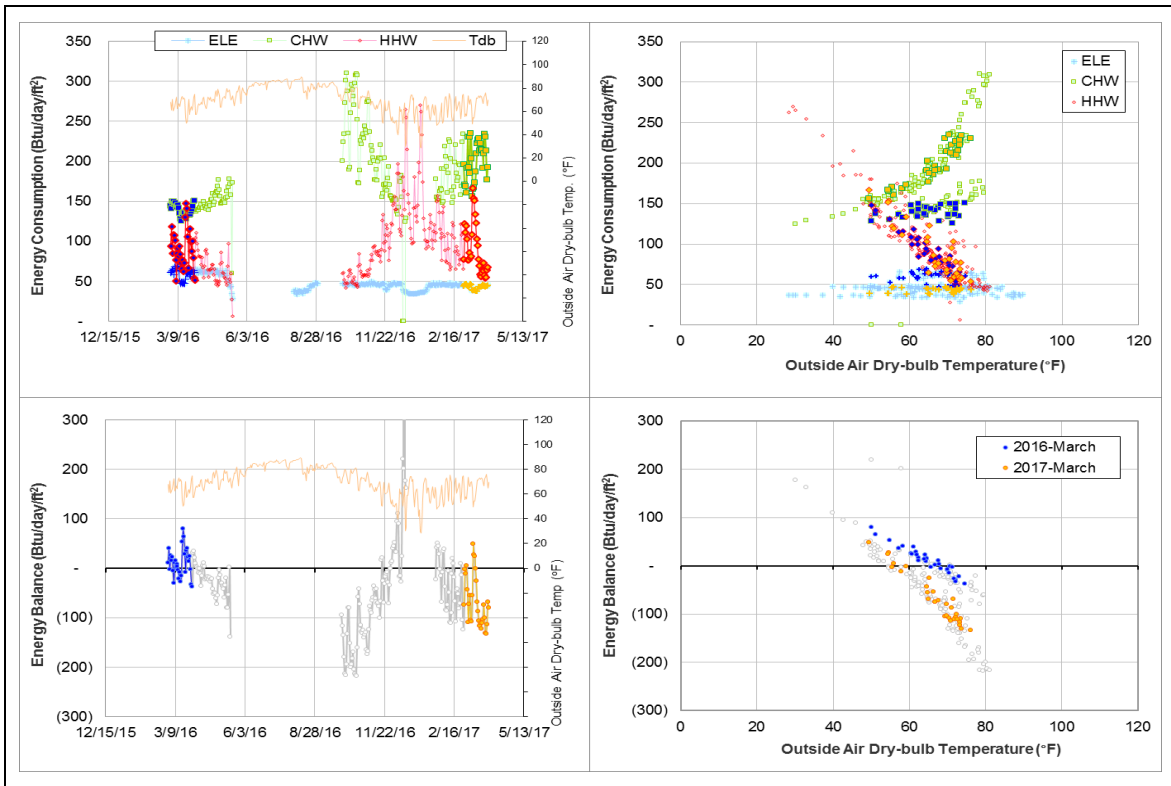 ELE CHW HHW Tdb
Energy Consumption (Btu/day/ft²)
350
300
250
200
150
100
50
-
120
100
80
60
40
20
0
Outside Air Dry-bulb Temp. (°F)
12/15/15 3/9/16 6/3/16 8/28/16 11/22/16 2/16/17 5/13/17
Energy Consumption (Btu/day/ft²)
350
300
250
200
150
100
50
-
ELE
CHW
HHW
0 20 40 60 80 100 120
Outside Air Dry-bulb Temperature (°F)
Energy Balance (Btu/day/ft²)
300
200
100
-
(100)
(200)
(300)
120
100
80
60
40
20
0
Outside Air Dry-bulb Temp (°F)
12/15/15 3/9/16 6/3/16 8/28/16 11/22/16 2/16/17 5/13/17
Energy Balance (Btu/day/ft²)
300
200
100
-
(100)
(200)
(300)
2016-March
2017-March
0 20 40 60 80 100 120
Outside Air Dry-bulb Temperature (°F)